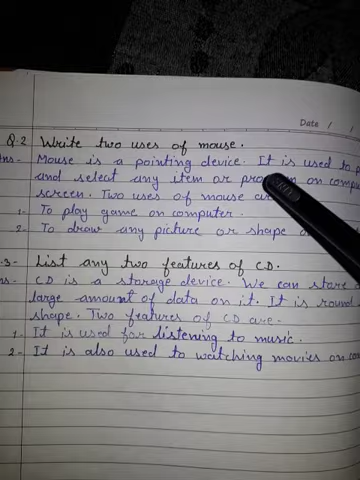 Date /
Q.2 Write two uses of mouse.
Ans- Mouse is a pointing device. It is used to
and select any item or on
screen. Two uses of mouse
1- To play game on computer.
2- To draw any picture or shape
3- List any two features of CD.
ns- CD is a storage device. We can store a
large amount of data on it. It is round
shape. Two features of CD are-
1- It is used for listening to music.
2- It is also used to watching movies on